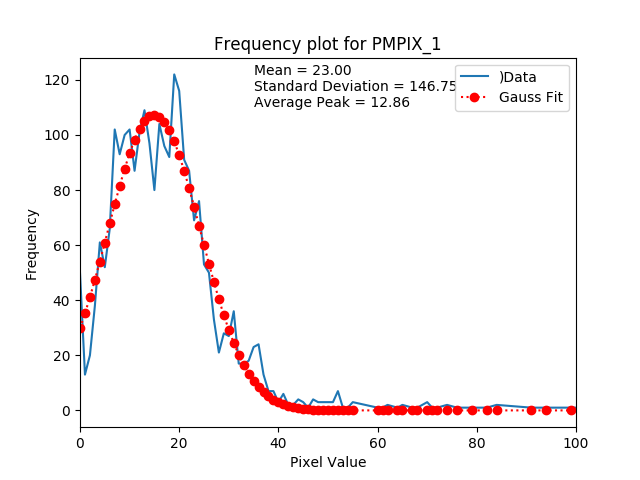 Frequency plot for PMPIX_1
Mean = 23.00
Standard Deviation = 146.75
Average Peak = 12.86
)Data
Gauss Fit
Frequency
120
100
80
60
40
20
0
0 20 40 60 80 100
Pixel Value